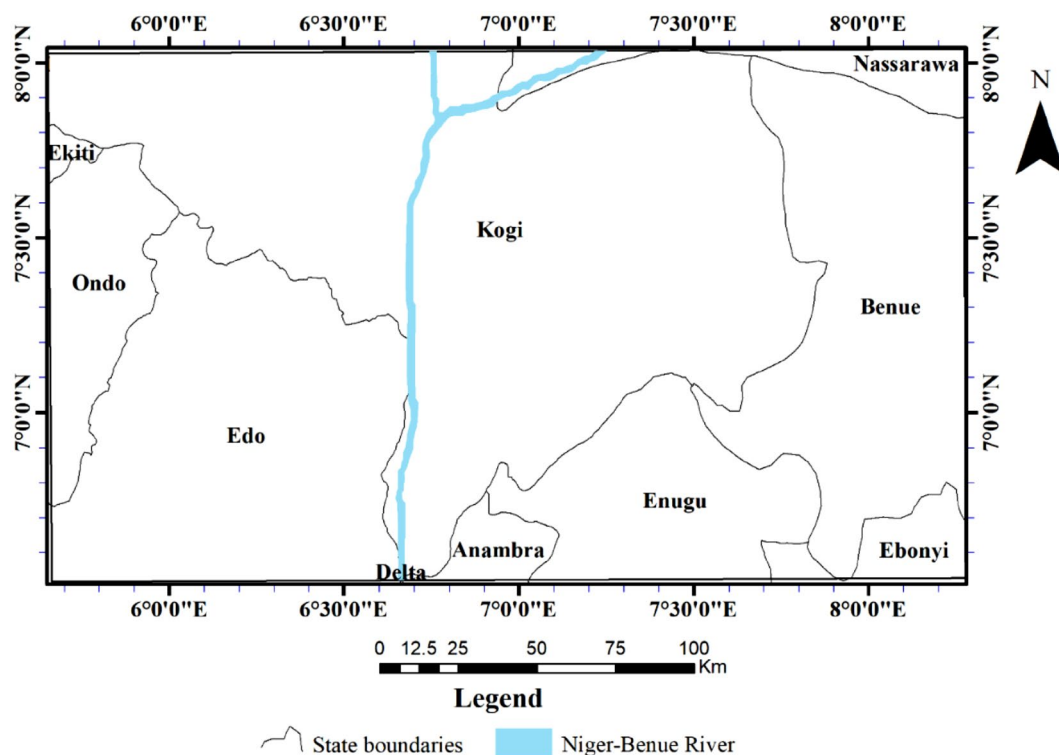 6°0'0"E 6°30'0"E 7°0'0"E 7°30'0"E 8°0'0"E
8°0'0"N
7°30'0"N
7°0'0"N
Nassarawa
Ekiti
Kogi
Ondo
Benue
Edo
Enugu
Anambra
Ebonyi
Delta
8°0'0"N
7°30'0"N
7°0'0"N
N
6°0'0"E 6°30'0"E 7°0'0"E 7°30'0"E 8°0'0"E
0 12.5 25 50 75 100
Km
Legend
State boundaries Niger-Benue River